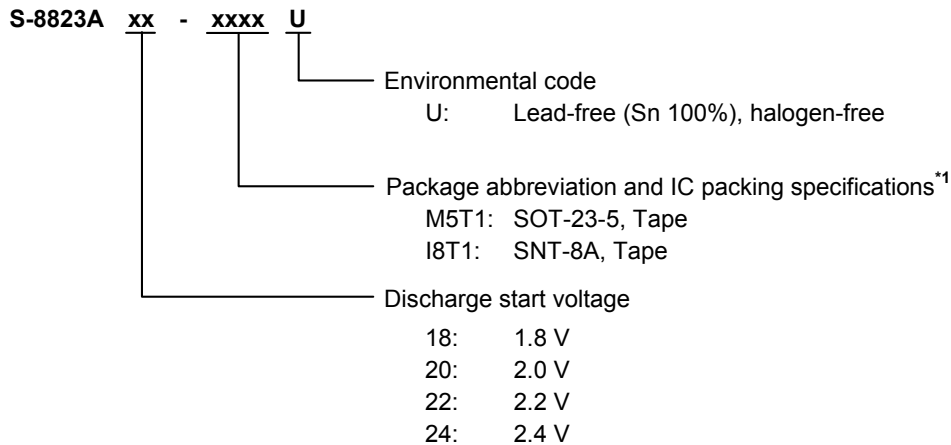 S-8823A xx - xxxx U
Environmental code
U: Lead-free (Sn 100%), halogen-free
Package abbreviation and IC packing specifications*1
M5T1: SOT-23-5, Tape
I8T1: SNT-8A, Tape
Discharge start voltage
18: 1.8 V
20: 2.0 V
22: 2.2 V
24: 2.4 V